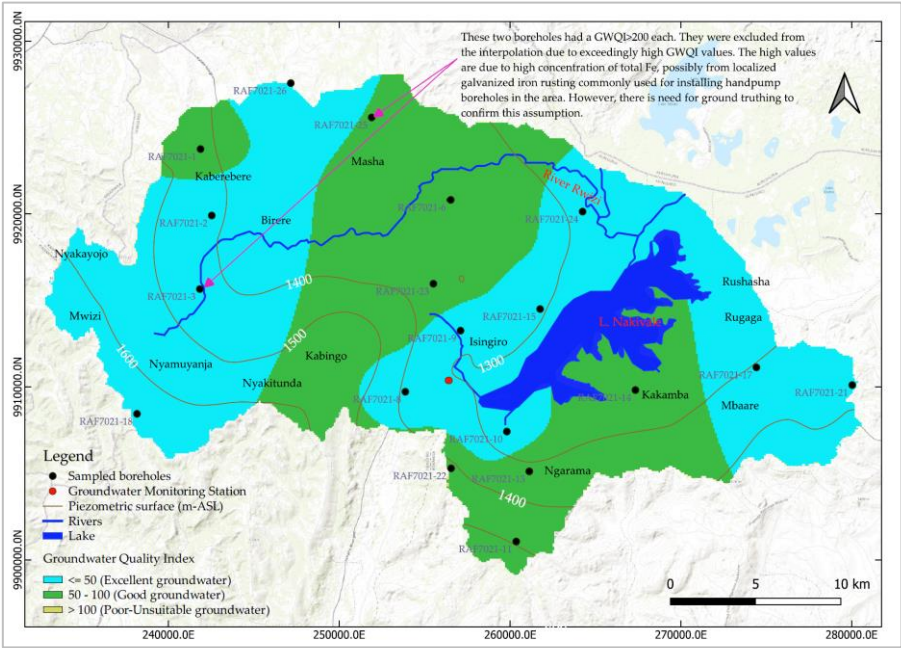 These two boreholes had a GWQI>200 each. They were excluded from
the interpolation due to exceedingly high GWQI values. The high values
are due to high concentration of total Fe, possibly from localized
galvanized iron rusting commonly used for installing handpump
boreholes in the area. However, there is need for ground truthing to
confirm this assumption.
9930000.0N
9920000.0N
9910000.0N
9900000.0N
RAF7021-26
RAF7021-25
RAF7021-1
Masha
Kaberebere
River Rwizi
RAF7021-6
RAF7021-2
Birere
RAF7021-24
Nyakayojo
RAF7021-3
1400
RAF7021-23
Rushasha
Mwizi
RAF7021-15
L. Nakivale
Rugaga
1500
RAF7021-9
Isingiro
1600
Nyamuyanja
Kabingo
1300
RAF7021-17
Nyakitunda
RAF7021-8
RAF7021-14
Kakamba
RAF7021-21
Mbaare
RAF7021-18
RAF7021-10
RAF7021-22
RAF7021-13
Ngarama
1400
RAF7021-11
Legend
Sampled boreholes
Groundwater Monitoring Station
Piezometric surface (m-ASL)
Rivers
Lake
Groundwater Quality Index
<= 50 (Excellent groundwater)
50 - 100 (Good groundwater)
> 100 (Poor-Unsuitable groundwater)
0 5 10 km
240000.0E 250000.0E 260000.0E 270000.0E 280000.0E